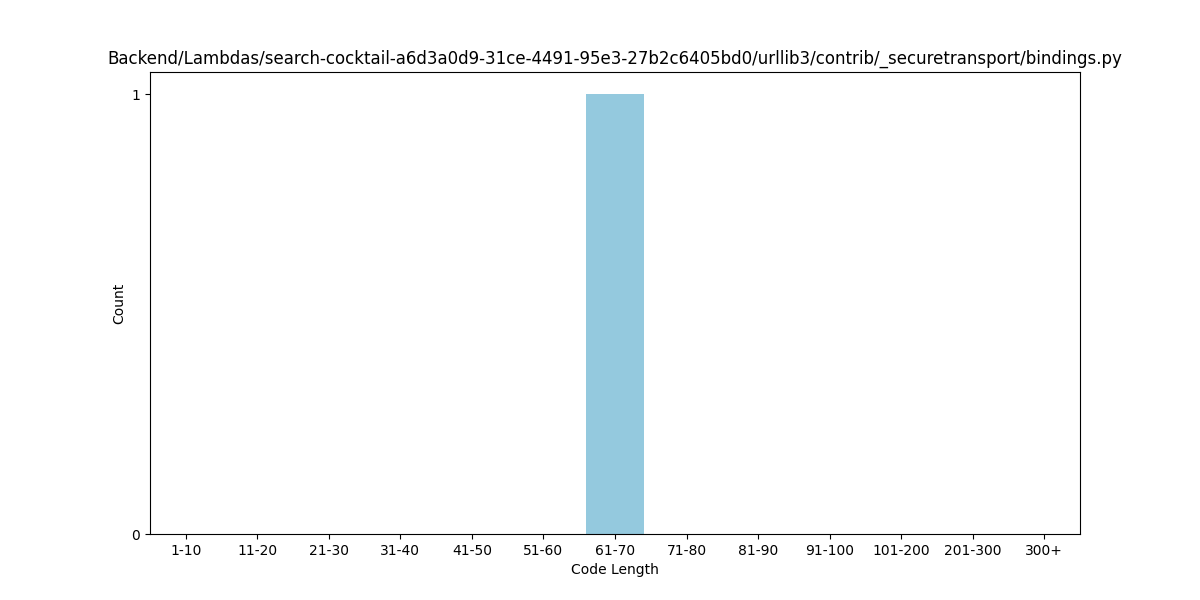 Backend/Lambdas/search-cocktail-a6d3a0d9-31ce-4491-95e3-27b2c6405bd0/urllib3/contrib/_securetransport/bindings.py
1
Count
0
1-10 11-20 21-30 31-40 41-50 51-60 61-70 71-80 81-90 91-100 101-200 201-300 300+
Code Length